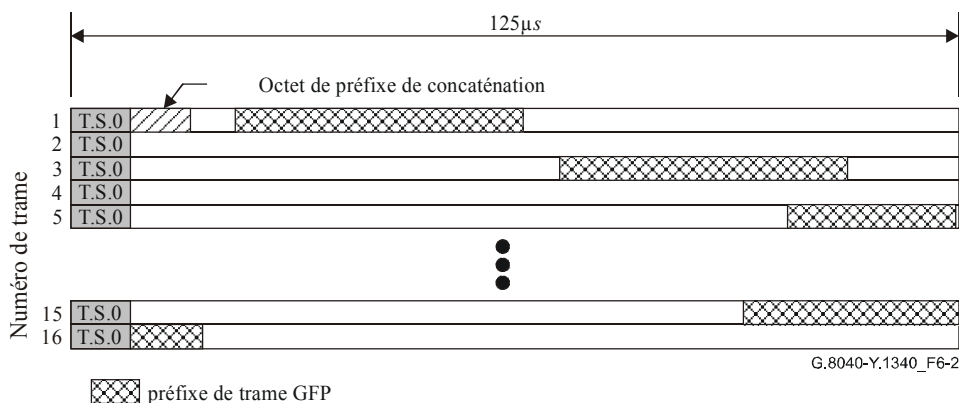 125µs
Octet de préfixe de concaténation
Numéro de trame
1 T.S.0
2 T.S.0
3 T.S.0
4 T.S.0
5 T.S.0
15 T.S.0
16 T.S.0
G.8040-Y.1340_F6-2
préfixe de trame GFP